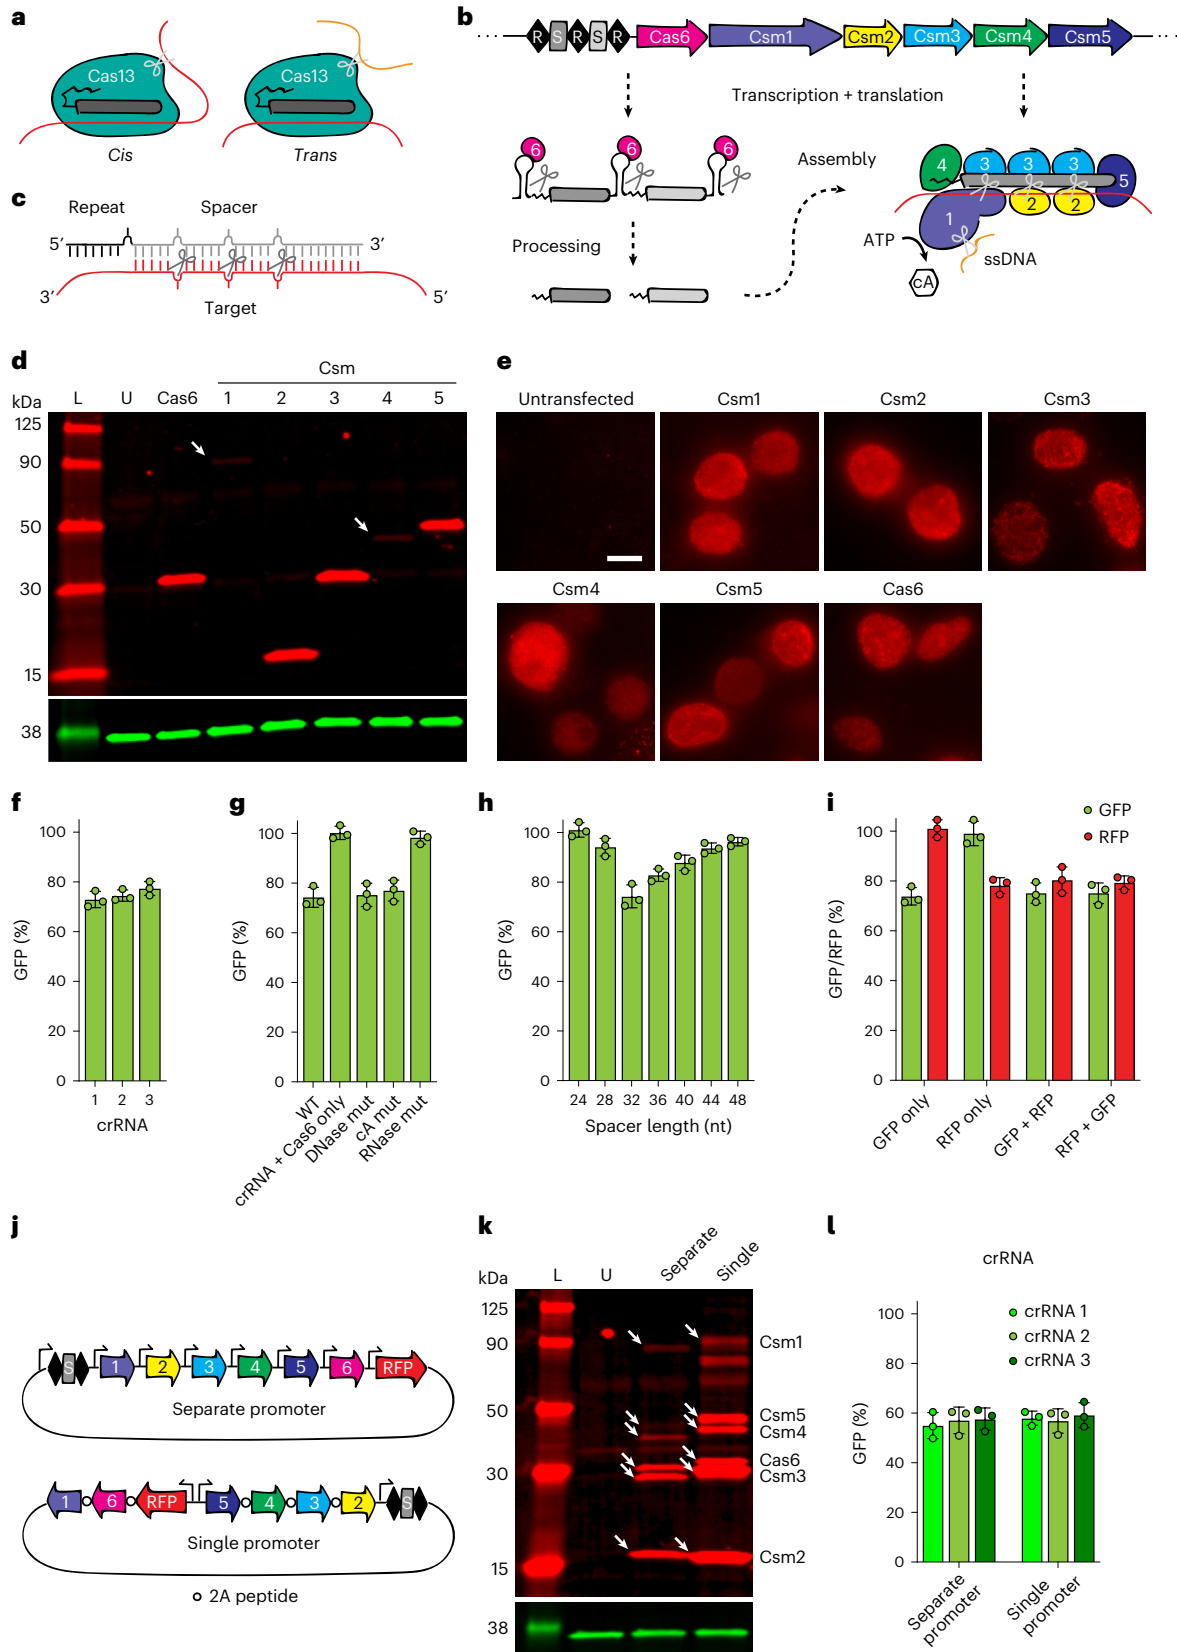 a
Cas13
Cas13
Cis
Trans
b
R S R S R Cas6 Csm1 Csm2 Csm3 Csm4 Csm5
Transcription + translation
6 6 6
Assembly
Processing
4 3 3 3 5
1 2 2
ATP
cA
ssDNA
c
Repeat Spacer
5′ 3′
3′ 5′
Target
d
Csm
kDa L U Cas6 1 2 3 4 5
125
90
50
30
15
38
e
Untransfected Csm1 Csm2 Csm3
Csm4 Csm5 Cas6
f
GFP (%)
100
80
60
40
20
0
1 2 3
crRNA
g
GFP (%)
100
80
60
40
20
0
WT
crRNA + Cas6 only
DNase mut
cA mut
RNase mut
h
GFP (%)
100
80
60
40
20
0
24 28 32 36 40 44 48
Spacer length (nt)
i
GFP
RFP
GFP/RFP (%)
100
80
60
40
20
0
GFP only
RFP only
GFP + RFP
RFP + GFP
j
S 1 2 3 4 5 6 RFP
Separate promoter
1 6 RFP 5 4 3 2 S
Single promoter
2A peptide
k
kDa L U Separate Single
125
90
50
30
15
38
Csm1
Csm5
Csm4
Cas6
Csm3
Csm2
l
crRNA
crRNA 1
crRNA 2
crRNA 3
GFP (%)
100
80
60
40
20
0
Separate promoter
Single promoter